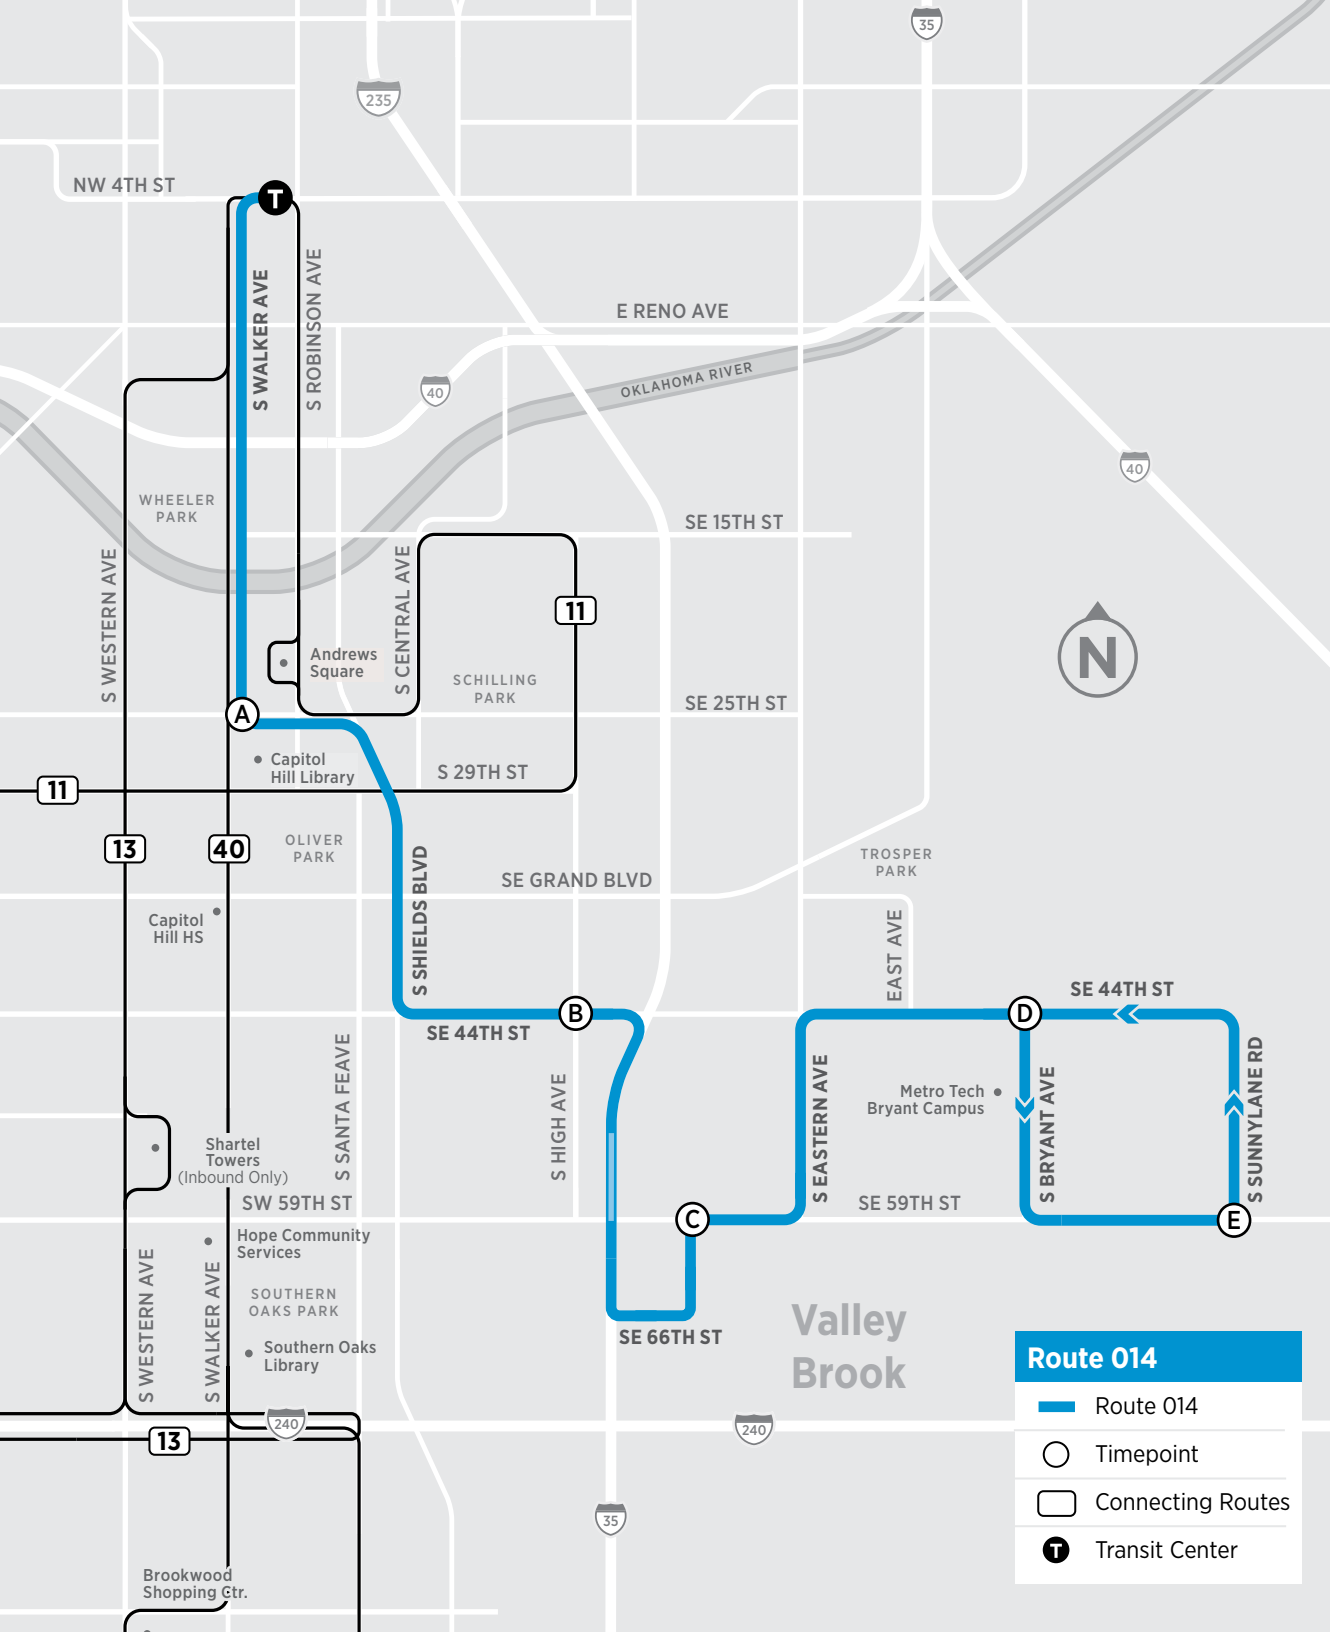 35
235
NW 4TH ST
T
S WALKER AVE
S ROBINSON AVE
E RENO AVE
OKLAHOMA RIVER
40
40
WHEELER
PARK
SE 15TH ST
S WESTERN AVE
S CENTRAL AVE
11
N
Andrews
Square
SCHILLING
PARK
SE 25TH ST
A
Capitol
Hill Library
S 29TH ST
11
13
40
OLIVER
PARK
S SHIELDS BLVD
SE GRAND BLVD
TROSPER
PARK
Capitol
Hill HS
EAST AVE
SE 44TH ST
B
D
SE 44TH ST
S SANTA FEAVE
S HIGH AVE
S EASTERN AVE
Metro Tech
Bryant Campus
S BRYANT AVE
S SUNNYLANE RD
Shartel
Towers
(Inbound Only)
SW 59TH ST
SE 59TH ST
C
E
Hope Community
Services
S WESTERN AVE
S WALKER AVE
SOUTHERN
OAKS PARK
Southern Oaks
Library
SE 66TH ST
Valley
Brook
240
240
13
35
Brookwood
Shopping Ctr.
Route 014
Route 014
Timepoint
Connecting Routes
T
Transit Center